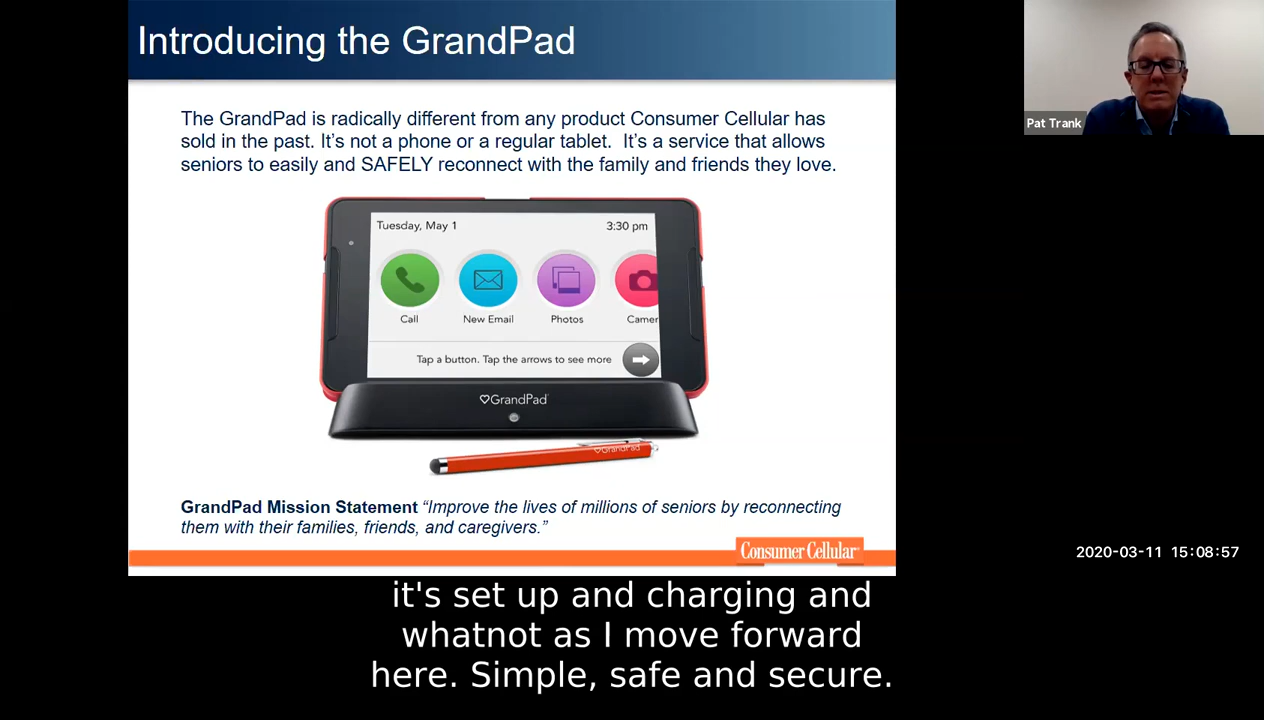 Introducing the GrandPad
Pat Trank
The GrandPad is radically different from any product Consumer Cellular has
sold in the past. It's not a phone or a regular tablet. It's a service that allows
seniors to easily and SAFELY reconnect with the family and friends they love.
Tuesday, May 1
3:30 pm
Call
New Email
Photos
Camer
Tap a button. Tap the arrows to see more
GrandPad
GrandPad
GrandPad Mission Statement “Improve the lives of millions of seniors by reconnecting
them with their families, friends, and caregivers.”
Consumer Cellular
2020-03-11 15:08:57
it's set up and charging and
whatnot as I move forward
here. Simple, safe and secure.